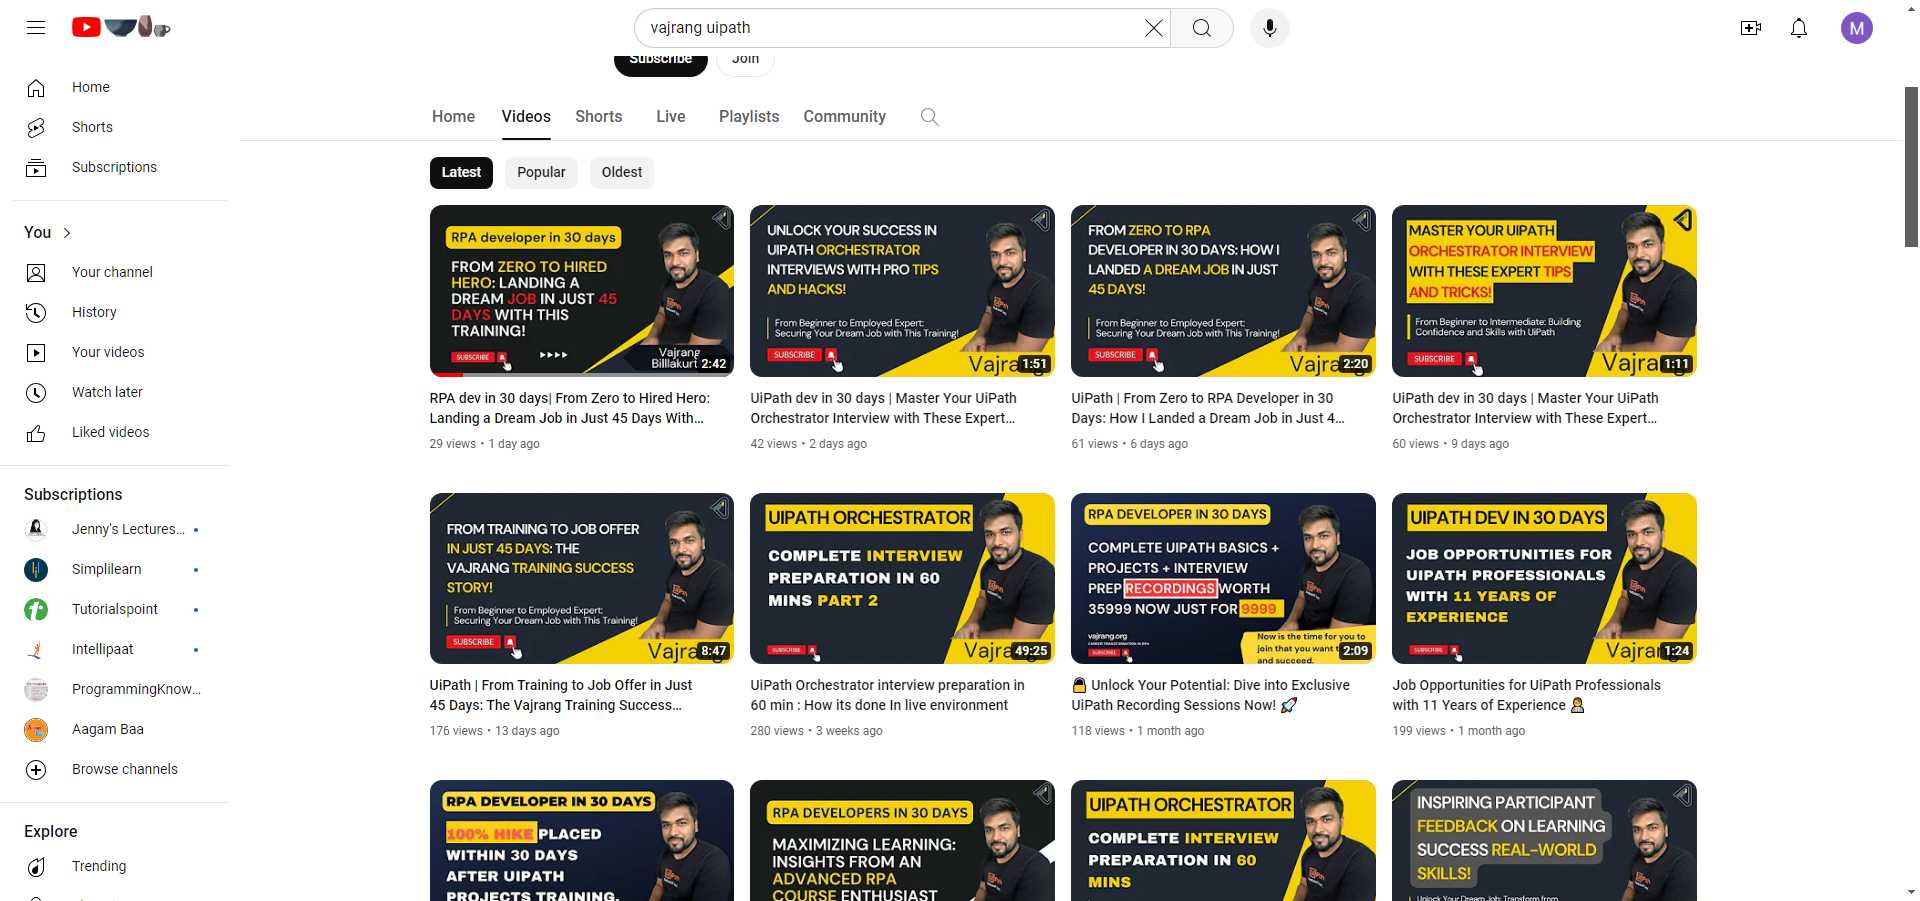 vajrang uipath
M
Subscribe Join
Home Videos Shorts Live Playlists Community
Latest Popular Oldest
Home
Shorts
Subscriptions
You
Your channel
History
Your videos
Watch later
Liked videos
Subscriptions
Jenny's Lectures...
Simplilearn
Tutorialspoint
Intellipaat
ProgrammingKnow...
Aagam Baa
Browse channels
Explore
Trending
RPA developer in 30 days
FROM ZERO TO HIRED
HERO: LANDING A
DREAM JOB IN JUST 45
DAYS WITH THIS
TRAINING!
SUBSCRIBE
Vajrang
Billlakurt 2:42
RPA dev in 30 days| From Zero to Hired Hero:
Landing a Dream Job in Just 45 Days With...
29 views • 1 day ago
UNLOCK YOUR SUCCESS IN
UIPATH ORCHESTRATOR
INTERVIEWS WITH PRO TIPS
AND HACKS!
From Beginner to Employed Expert:
Securing Your Dream Job with This Training!
SUBSCRIBE
Vajrang 1:51
UiPath dev in 30 days | Master Your UiPath
Orchestrator Interview with These Expert...
42 views • 2 days ago
FROM ZERO TO RPA
DEVELOPER IN 30 DAYS: HOW I
LANDED A DREAM JOB IN JUST
45 DAYS!
From Beginner to Employed Expert:
Securing Your Dream Job with This Training!
SUBSCRIBE
Vajra 2:20
UiPath | From Zero to RPA Developer in 30
Days: How I Landed a Dream Job in Just 4...
61 views • 6 days ago
MASTER YOUR UIPATH
ORCHESTRATOR INTERVIEW
WITH THESE EXPERT TIPS
AND TRICKS!
From Beginner to Intermediate: Building
Confidence and Skills with UiPath
SUBSCRIBE
Vajran 1:11
UiPath dev in 30 days | Master Your UiPath
Orchestrator Interview with These Expert...
60 views • 9 days ago
FROM TRAINING TO JOB OFFER
IN JUST 45 DAYS: THE
VAJRANG TRAINING SUCCESS
STORY!
From Beginner to Employed Expert:
Securing Your Dream Job with This Training!
SUBSCRIBE
Vajra 8:47
UiPath | From Training to Job Offer in Just
45 Days: The Vajrang Training Success...
176 views • 13 days ago
UIPATH ORCHESTRATOR
COMPLETE INTERVIEW
PREPARATION IN 60
MINS PART 2
SUBSCRIBE
Vajra 49:25
UiPath Orchestrator interview preparation in
60 min : How its done In live environment
280 views • 3 weeks ago
RPA DEVELOPER IN 30 DAYS
COMPLETE UIPATH BASICS +
PROJECTS + INTERVIEW
PREP RECORDINGS WORTH
35999 NOW JUST FOR 9999
vajrang.org
SUBSCRIBE
Now is the time for you to
join that you want t
and succeed.
2:09
🔒 Unlock Your Potential: Dive into Exclusive
UiPath Recording Sessions Now! 🚀
118 views • 1 month ago
UIPATH DEV IN 30 DAYS
JOB OPPORTUNITIES FOR
UIPATH PROFESSIONALS
WITH 11 YEARS OF
EXPERIENCE
SUBSCRIBE
Vajran 1:24
Job Opportunities for UiPath Professionals
with 11 Years of Experience 👩‍💼
199 views • 1 month ago
RPA DEVELOPER IN 30 DAYS
100% HIKE PLACED
WITHIN 30 DAYS
AFTER UIPATH
PROJECTS TRAINING.
RPA DEVELOPERS IN 30 DAYS
MAXIMIZING LEARNING:
INSIGHTS FROM AN
ADVANCED RPA
COURSE ENTHUSIAST
UIPATH ORCHESTRATOR
COMPLETE INTERVIEW
PREPARATION IN 60
MINS
INSPIRING PARTICIPANT
FEEDBACK ON LEARNING
SUCCESS REAL-WORLD
SKILLS!
Unlock Your Dream Job: Transform from